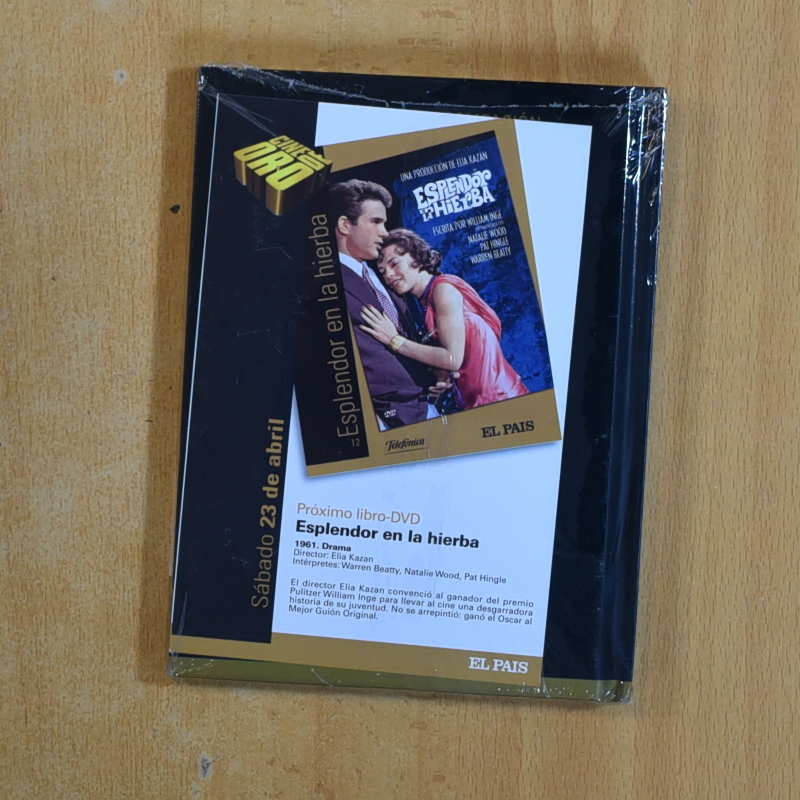 CINE DE ORO
UNA PRODUCCIÓN DE ELIA KAZAN
ESPLENDOR
EN LA HIERBA
ESCRITA POR WILLIAM INGE
NATALIE WOOD
PAT HINGLE
WARREN BEATTY
12 Esplendor en la hierba
DVD
Telefónica
EL PAIS
Sábado 23 de abril
Próximo libro-DVD
Esplendor en la hierba
1961. Drama
Director: Elia Kazan
Intérpretes: Warren Beatty, Natalie Wood, Pat Hingle
El director Elia Kazan convenció al ganador del premio
Pulitzer William Inge para llevar al cine una desgarradora
historia de su juventud. No se arrepintió: ganó el Oscar al
Mejor Guión Original.
EL PAIS